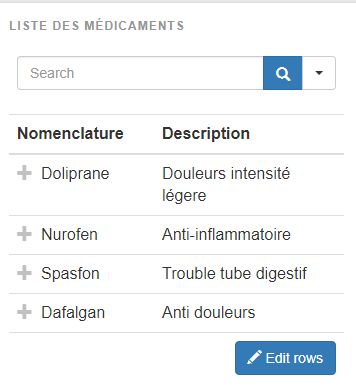 LISTE DES MÉDICAMENTS
Search
Nomenclature Description
Doliprane Douleurs intensité
légere
Nurofen Anti-inflammatoire
Spasfon Trouble tube digestif
Dafalgan Anti douleurs
Edit rows